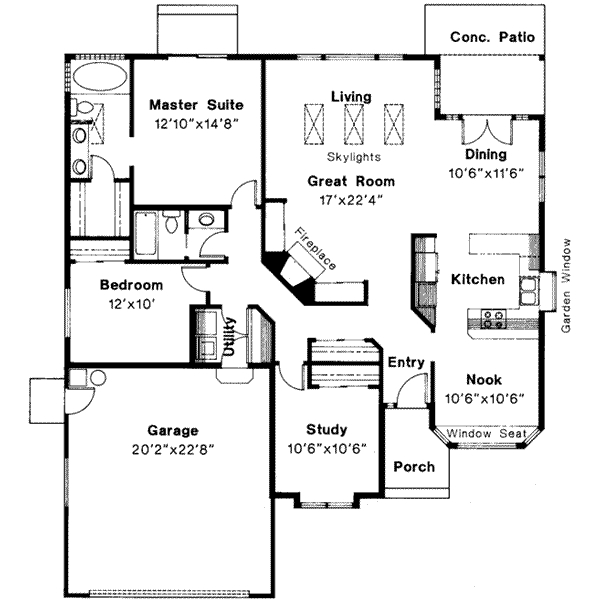 Conc. Patio
Master Suite
12'10"x14'8"
Living
Skylights
Great Room
17'x22'4"
Dining
10'6"x11'6"
Fireplace
Kitchen
Garden Window
Bedroom
12'x10'
Utility
Entry
Nook
10'6"x10'6"
Window Seat
Garage
20'2"x22'8"
Study
10'6"x10'6"
Porch